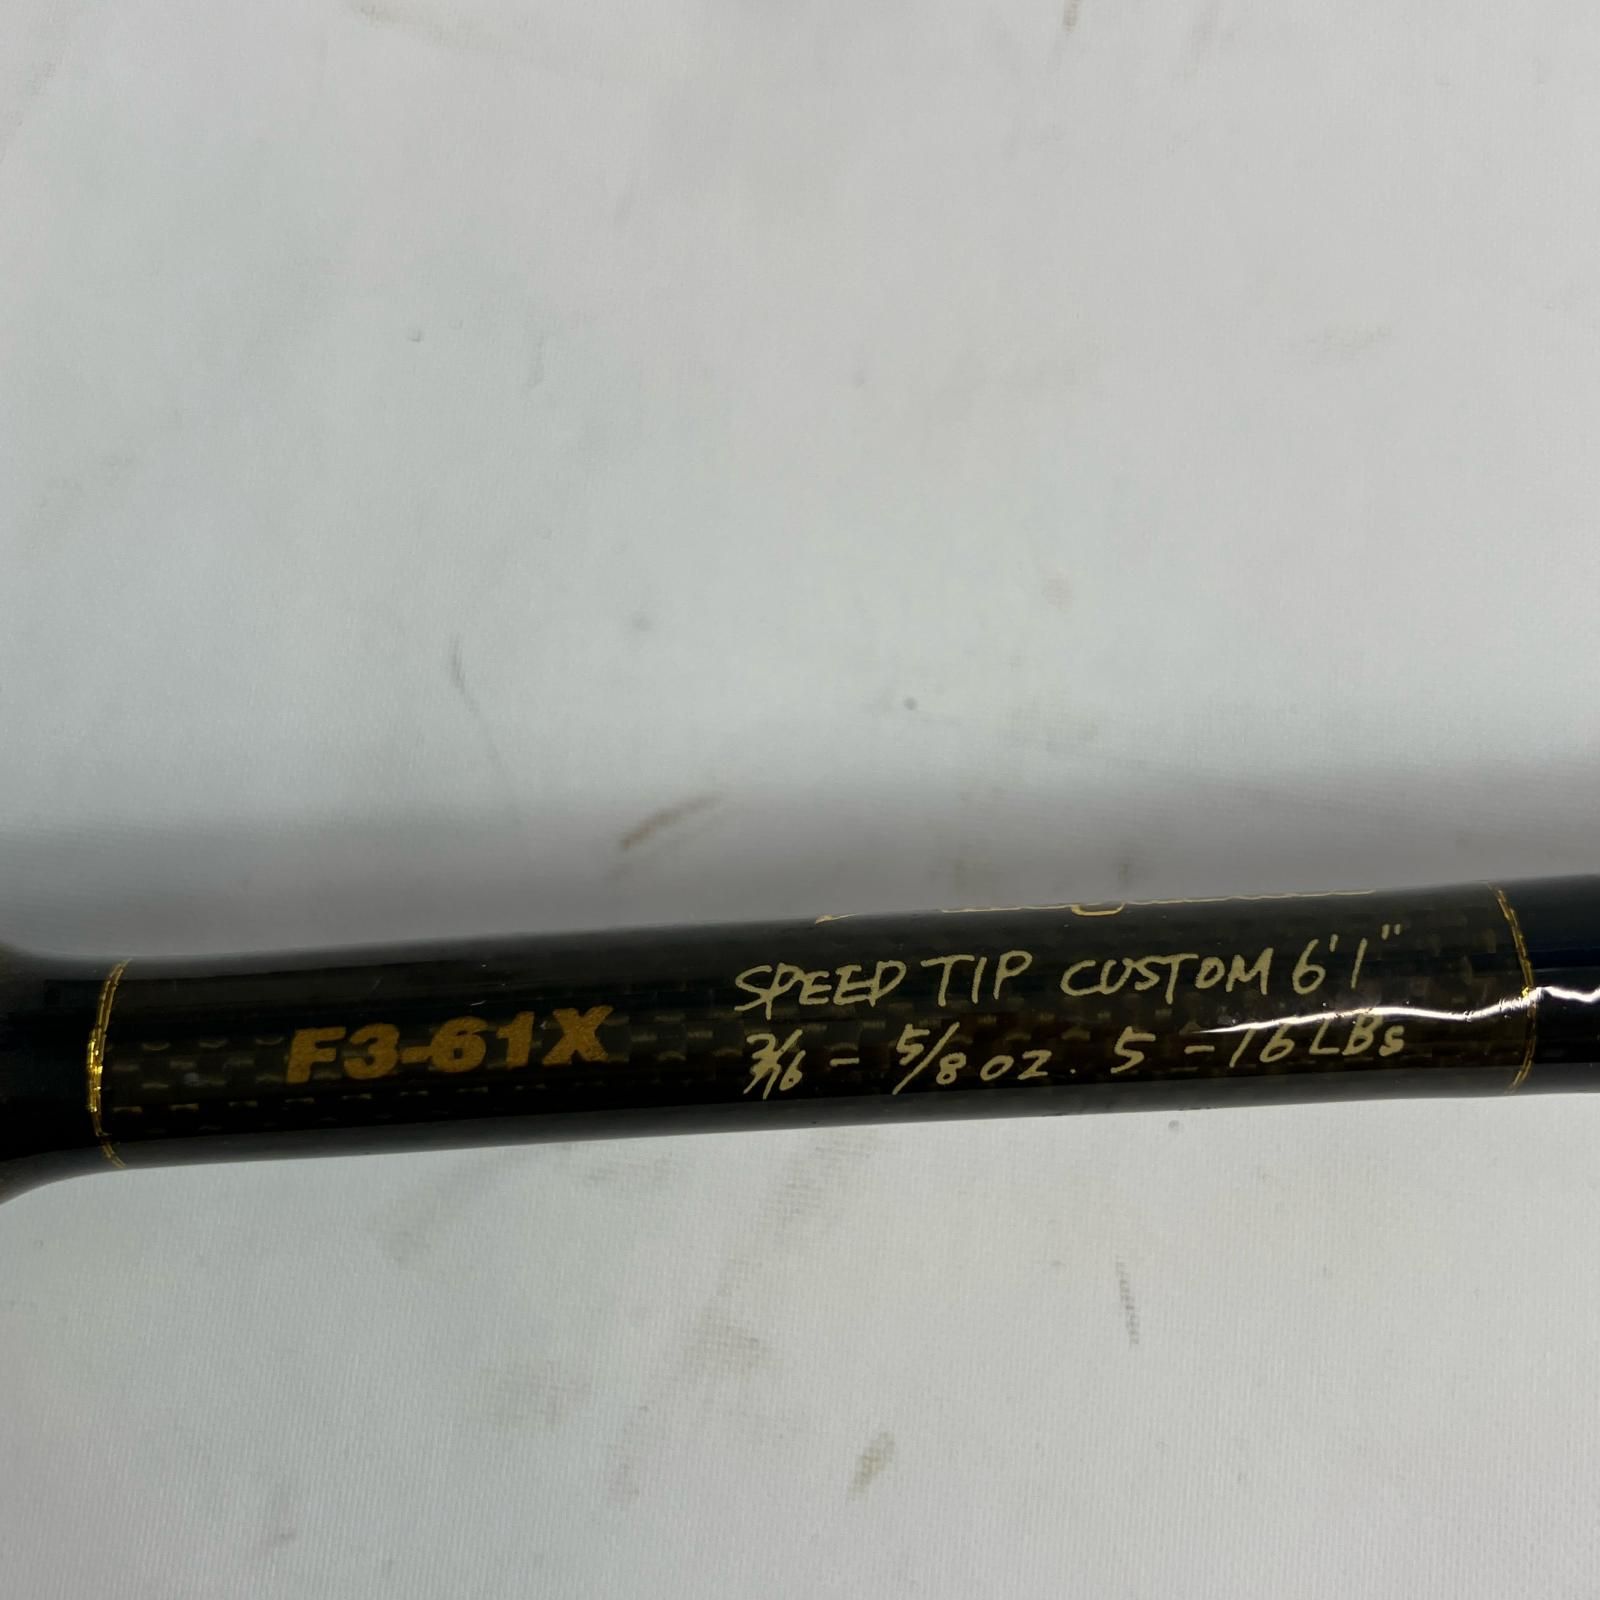 SPEED TIP CUSTOM 6'1"
F3-61X
3/16 - 5/8 OZ. 5 - 16 LBS